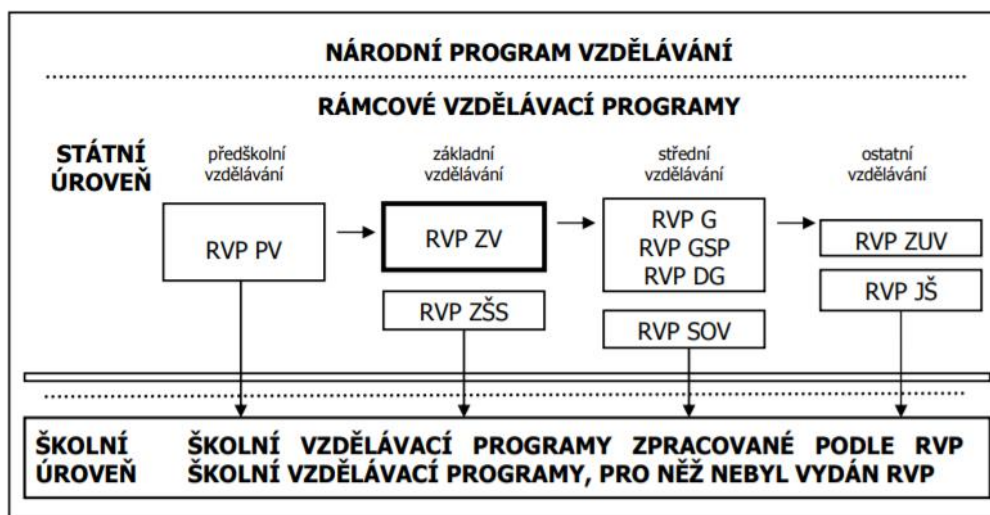 NÁRODNÍ PROGRAM VZDĚLÁVÁNÍ
RÁMCOVÉ VZDĚLÁVACÍ PROGRAMY
STÁTNÍ
ÚROVEŇ
předškolní
vzdělávání
základní
vzdělávání
střední
vzdělávání
ostatní
vzdělávání
RVP PV
RVP ZV
RVP ZŠS
RVP G
RVP GSP
RVP DG
RVP SOV
RVP ZUV
RVP JŠ
ŠKOLNÍ
ÚROVEŇ
ŠKOLNÍ VZDĚLÁVACÍ PROGRAMY ZPRACOVANÉ PODLE RVP
ŠKOLNÍ VZDĚLÁVACÍ PROGRAMY, PRO NĚŽ NEBYL VYDÁN RVP